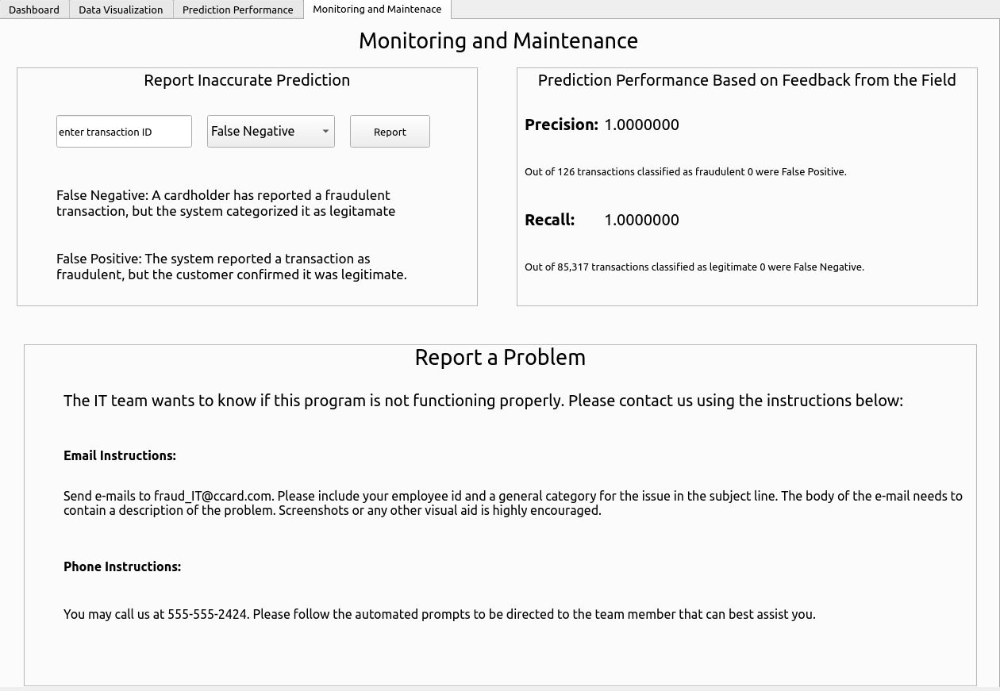 Dashboard
Data Visualization
Prediction Performance
Monitoring and Maintenace
Monitoring and Maintenance
Report Inaccurate Prediction
enter transaction ID
False Negative
Report
False Negative: A cardholder has reported a fraudulent
transaction, but the system categorized it as legitamate
False Positive: The system reported a transaction as
fraudulent, but the customer confirmed it was legitimate.
Prediction Performance Based on Feedback from the Field
Precision: 1.0000000
Out of 126 transactions classified as fraudulent 0 were False Positive.
Recall: 1.0000000
Out of 85,317 transactions classified as legitimate 0 were False Negative.
Report a Problem
The IT team wants to know if this program is not functioning properly. Please contact us using the instructions below:
Email Instructions:
Send e-mails to fraud_IT@ccard.com. Please include your employee id and a general category for the issue in the subject line. The body of the e-mail needs to
contain a description of the problem. Screenshots or any other visual aid is highly encouraged.
Phone Instructions:
You may call us at 555-555-2424. Please follow the automated prompts to be directed to the team member that can best assist you.